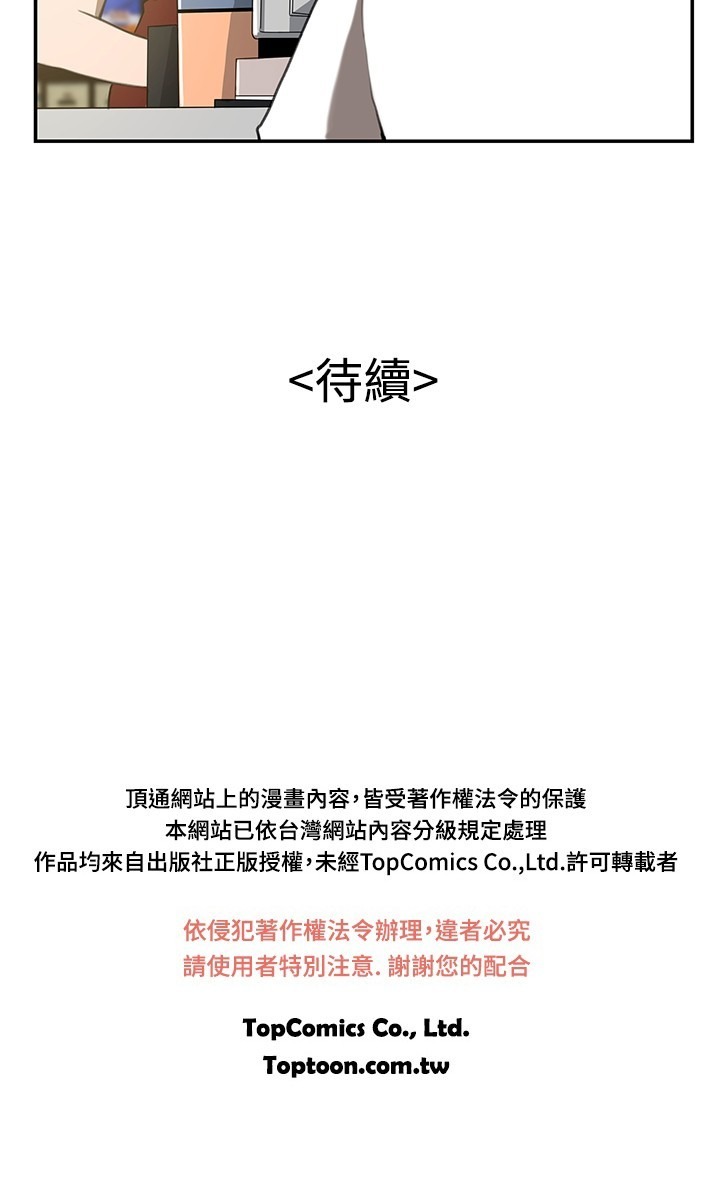 <待續>
頂通網站上的漫畫內容，皆受著作權法令的保護
本網站已依台灣網站內容分級規定處理
作品均來自出版社正版授權，未經TopComics Co.,Ltd.許可轉載者
依侵犯著作權法令辦理，違者必究
請使用者特別注意. 謝謝您的配合
TopComics Co., Ltd.
Toptoon.com.tw